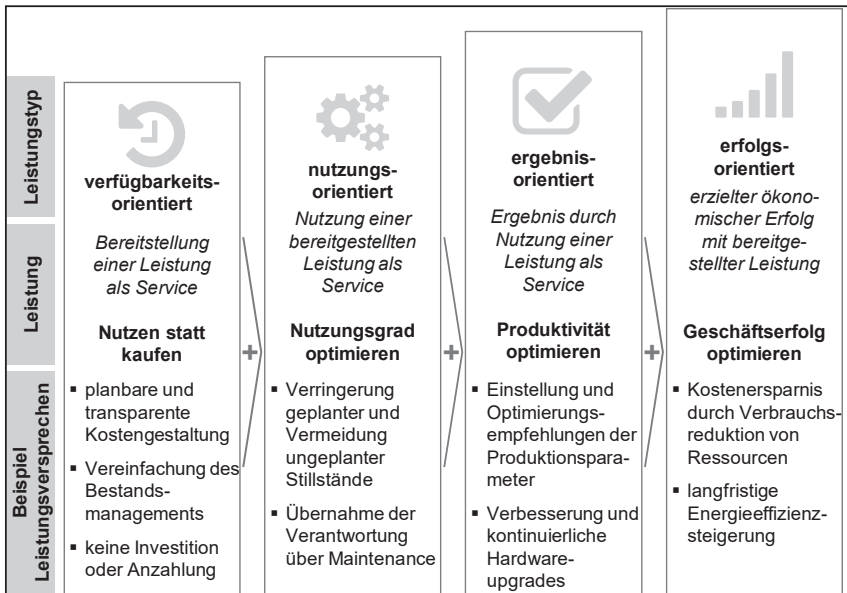 Leistungstyp
Leistung
Beispiel
Leistungsversprechen
verfügbarkeits-
orientiert
Bereitstellung
einer Leistung
als Service
Nutzen statt
kaufen
▪ planbare und
transparente
Kostengestaltung
▪ Vereinfachung des
Bestands-
managements
▪ keine Investition
oder Anzahlung
+
nutzungs-
orientiert
Nutzung einer
bereitgestellten
Leistung als
Service
Nutzungsgrad
optimieren
▪ Verringerung
geplanter und
Vermeidung
ungeplanter
Stillstände
▪ Übernahme der
Verantwortung
über Maintenance
+
ergebnis-
orientiert
Ergebnis durch
Nutzung einer
Leistung als
Service
Produktivität
optimieren
▪ Einstellung und
Optimierungs-
empfehlungen der
Produktionspara-
meter
▪ Verbesserung und
kontinuierliche
Hardware-
upgrades
+
erfolgs-
orientiert
erzielter ökono-
mischer Erfolg
mit bereitge-
stellter Leistung
Geschäftserfolg
optimieren
▪ Kostenersparnis
durch Verbrauchs-
reduktion von
Ressourcen
▪ langfristige
Energieeffizienz-
steigerung